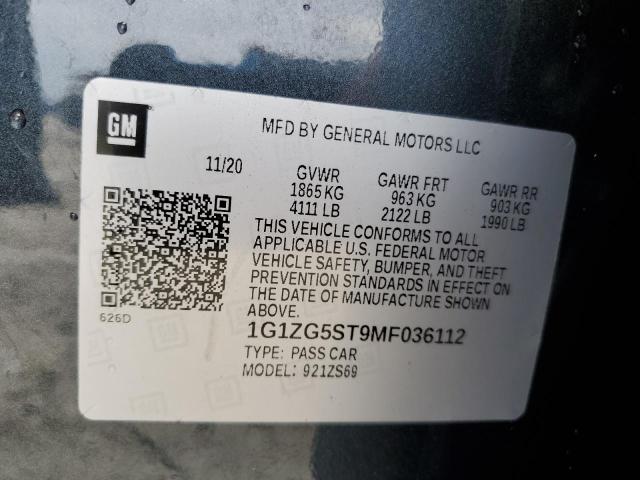 GM
MFD BY GENERAL MOTORS LLC
11/20 GVWR GAWR FRT GAWR RR
1865 KG 963 KG 903 KG
4111 LB 2122 LB 1990 LB
THIS VEHICLE CONFORMS TO ALL
APPLICABLE U.S. FEDERAL MOTOR
VEHICLE SAFETY, BUMPER, AND THEFT
PREVENTION STANDARDS IN EFFECT ON
THE DATE OF MANUFACTURE SHOWN
ABOVE.
626D
1G1ZG5ST9MF036112
TYPE: PASS CAR
MODEL: 921ZS69